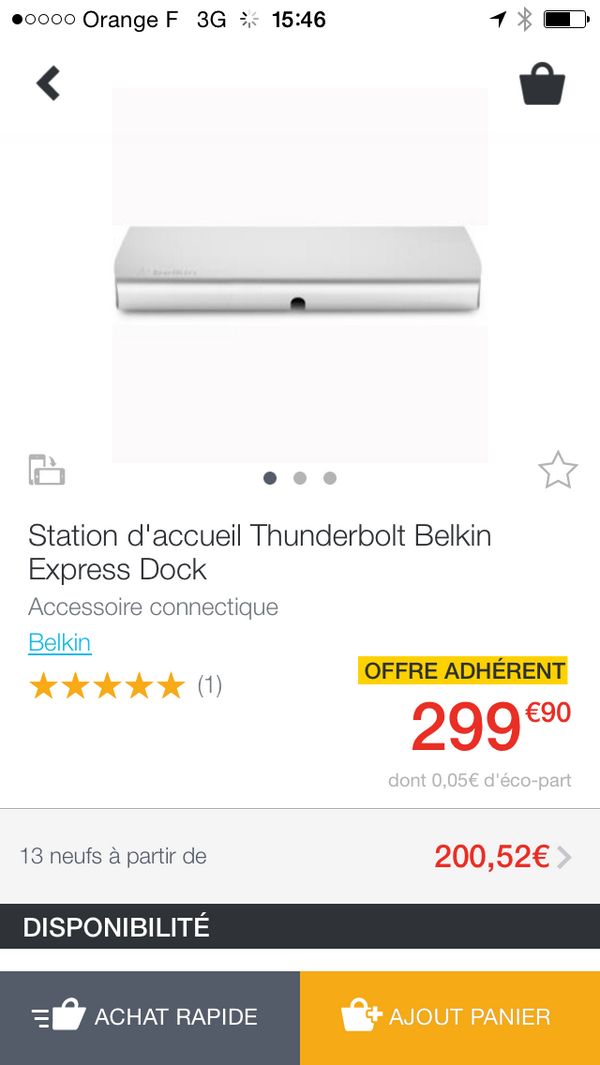 Orange F 3G 15:46
belkin
Station d'accueil Thunderbolt Belkin
Express Dock
Accessoire connectique
Belkin
(1)
OFFRE ADHÉRENT
299€90
dont 0,05€ d'éco-part
13 neufs à partir de
200,52€
DISPONIBILITÉ
ACHAT RAPIDE
AJOUT PANIER